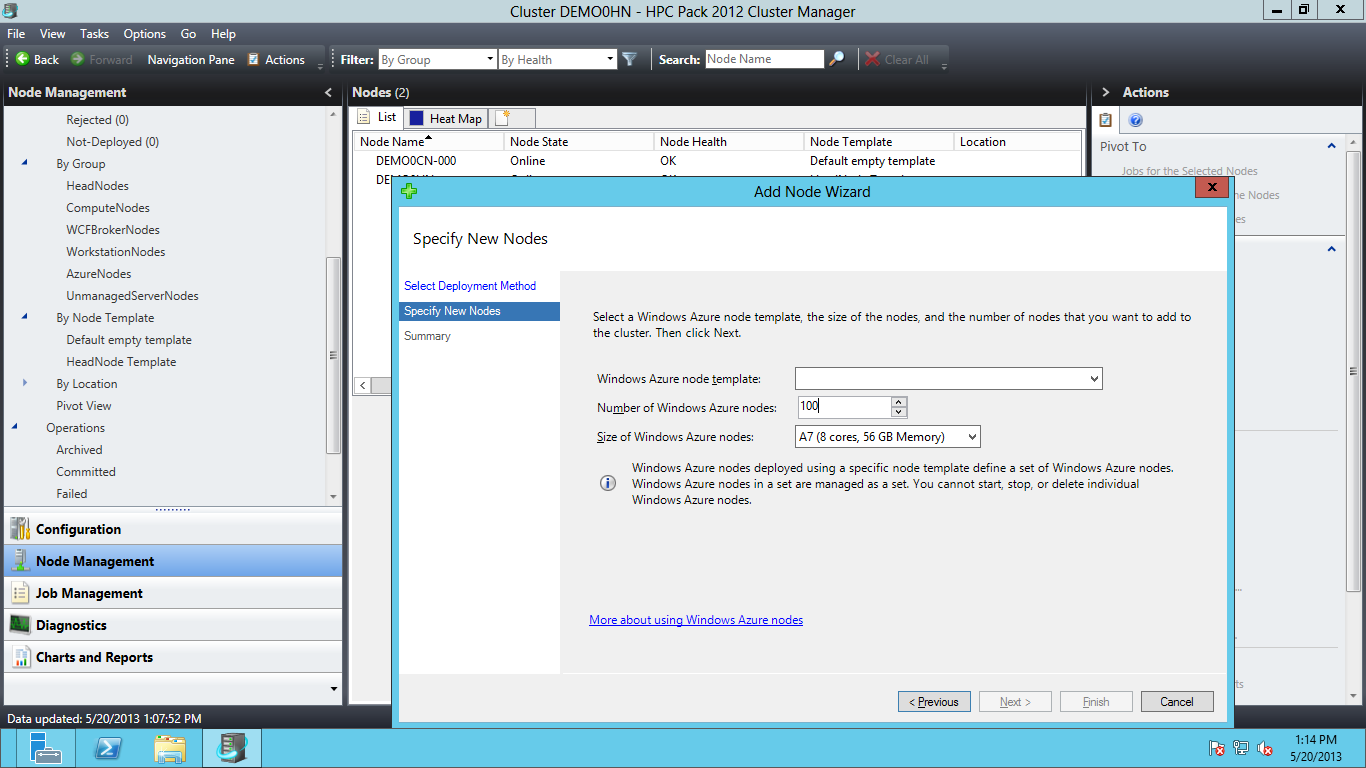 Cluster DEMO0HN - HPC Pack 2012 Cluster Manager
File View Tasks Options Go Help
Back Forward Navigation Pane Actions Filter: By Group By Health Search: Node Name Clear All
Node Management
Rejected (0)
Not-Deployed (0)
By Group
HeadNodes
ComputeNodes
WCFBrokerNodes
WorkstationNodes
AzureNodes
UnmanagedServerNodes
By Node Template
Default empty template
HeadNode Template
By Location
Pivot View
Operations
Archived
Committed
Failed
Configuration
Node Management
Job Management
Diagnostics
Charts and Reports
Data updated: 5/20/2013 1:07:52 PM
Nodes (2)
List Heat Map
Node Name Node State Node Health Node Template Location
DEMO0CN-000 Online OK Default empty template
Actions
Pivot To
Jobs for the Selected Nodes
Nodes
Add Node Wizard
X
Specify New Nodes
Select Deployment Method
Specify New Nodes
Summary
Select a Windows Azure node template, the size of the nodes, and the number of nodes that you want to add to
the cluster. Then click Next.
Windows Azure node template:
Number of Windows Azure nodes: 100
Size of Windows Azure nodes: A7 (8 cores, 56 GB Memory)
Windows Azure nodes deployed using a specific node template define a set of Windows Azure nodes.
Windows Azure nodes in a set are managed as a set. You cannot start, stop, or delete individual
Windows Azure nodes.
More about using Windows Azure nodes
< Previous Next > Finish Cancel
1:14 PM
5/20/2013